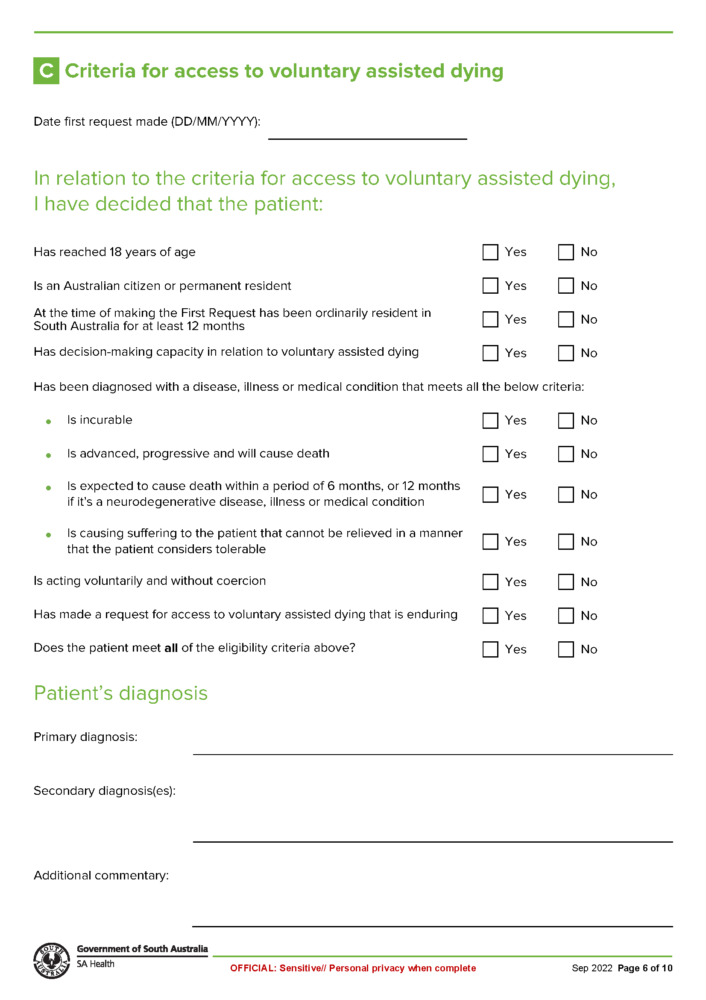 C Criteria for access to voluntary assisted dying
Date first request made (DD/MM/YYYY):
In relation to the criteria for access to voluntary assisted dying,
I have decided that the patient:
Has reached 18 years of age Yes No
Is an Australian citizen or permanent resident Yes No
At the time of making the First Request has been ordinarily resident in
South Australia for at least 12 months Yes No
Has decision-making capacity in relation to voluntary assisted dying Yes No
Has been diagnosed with a disease, illness or medical condition that meets all the below criteria:
• Is incurable Yes No
• Is advanced, progressive and will cause death Yes No
• Is expected to cause death within a period of 6 months, or 12 months
if it's a neurodegenerative disease, illness or medical condition Yes No
• Is causing suffering to the patient that cannot be relieved in a manner
that the patient considers tolerable Yes No
Is acting voluntarily and without coercion Yes No
Has made a request for access to voluntary assisted dying that is enduring Yes No
Does the patient meet all of the eligibility criteria above? Yes No
Patient's diagnosis
Primary diagnosis:
Secondary diagnosis(es):
Additional commentary:
SOUTH AUSTRALIA
Government of South Australia
SA Health
OFFICIAL: Sensitive// Personal privacy when complete
Sep 2022 Page 6 of 10